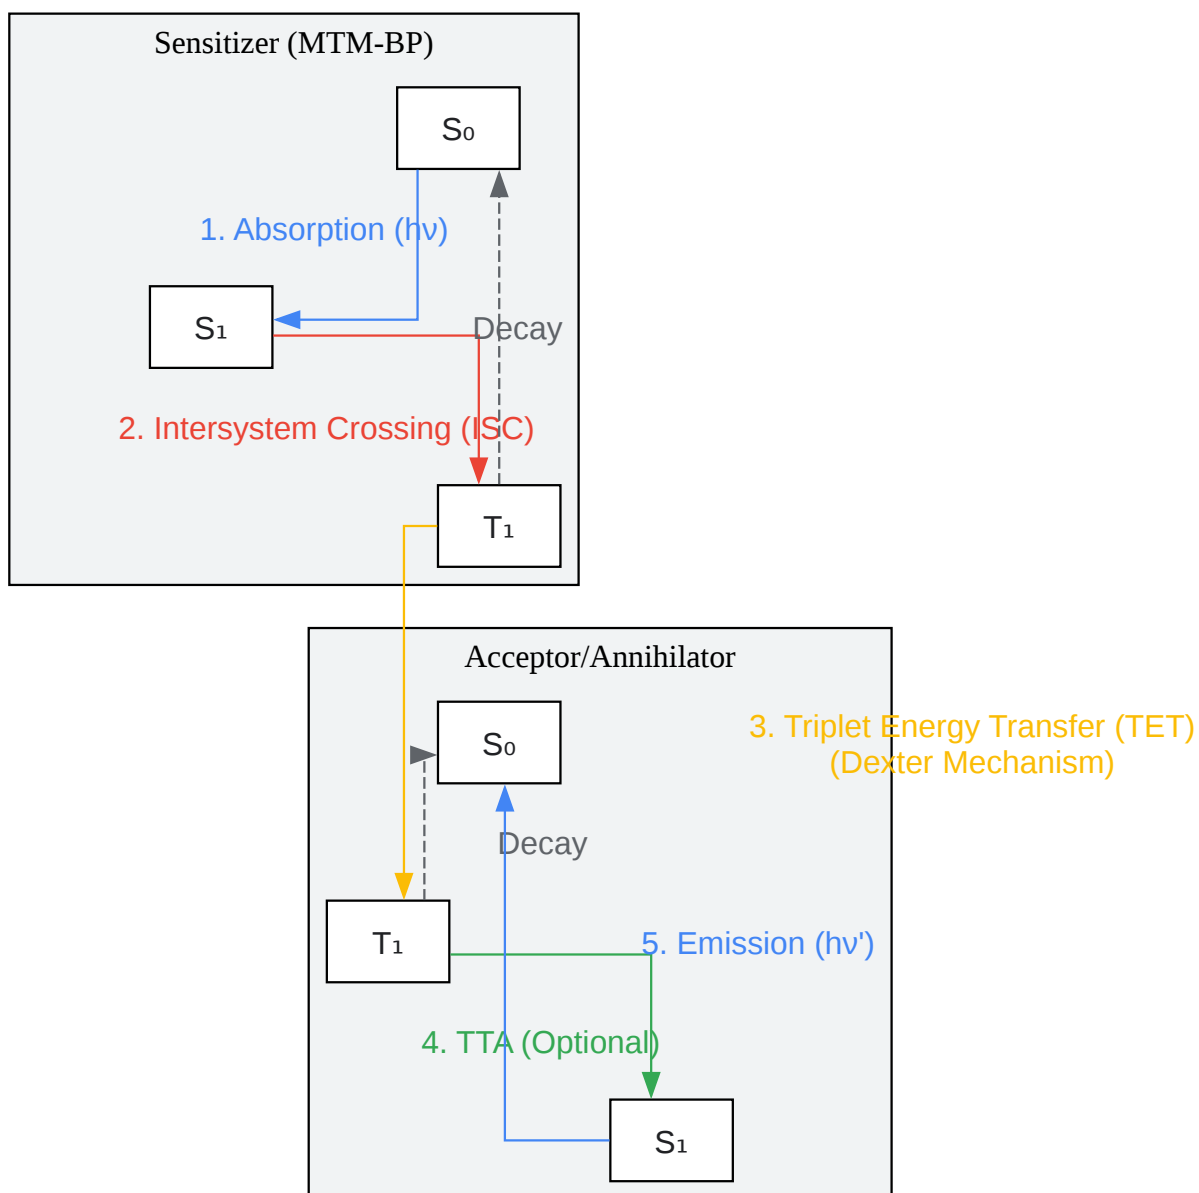 Sensitizer (MTM-BP)
S₀
1. Absorption (hν)
S₁
Decay
2. Intersystem Crossing (ISC)
T₁
Acceptor/Annihilator
S₀
3. Triplet Energy Transfer (TET)
(Dexter Mechanism)
Decay
T₁
5. Emission (hν')
4. TTA (Optional)
S₁